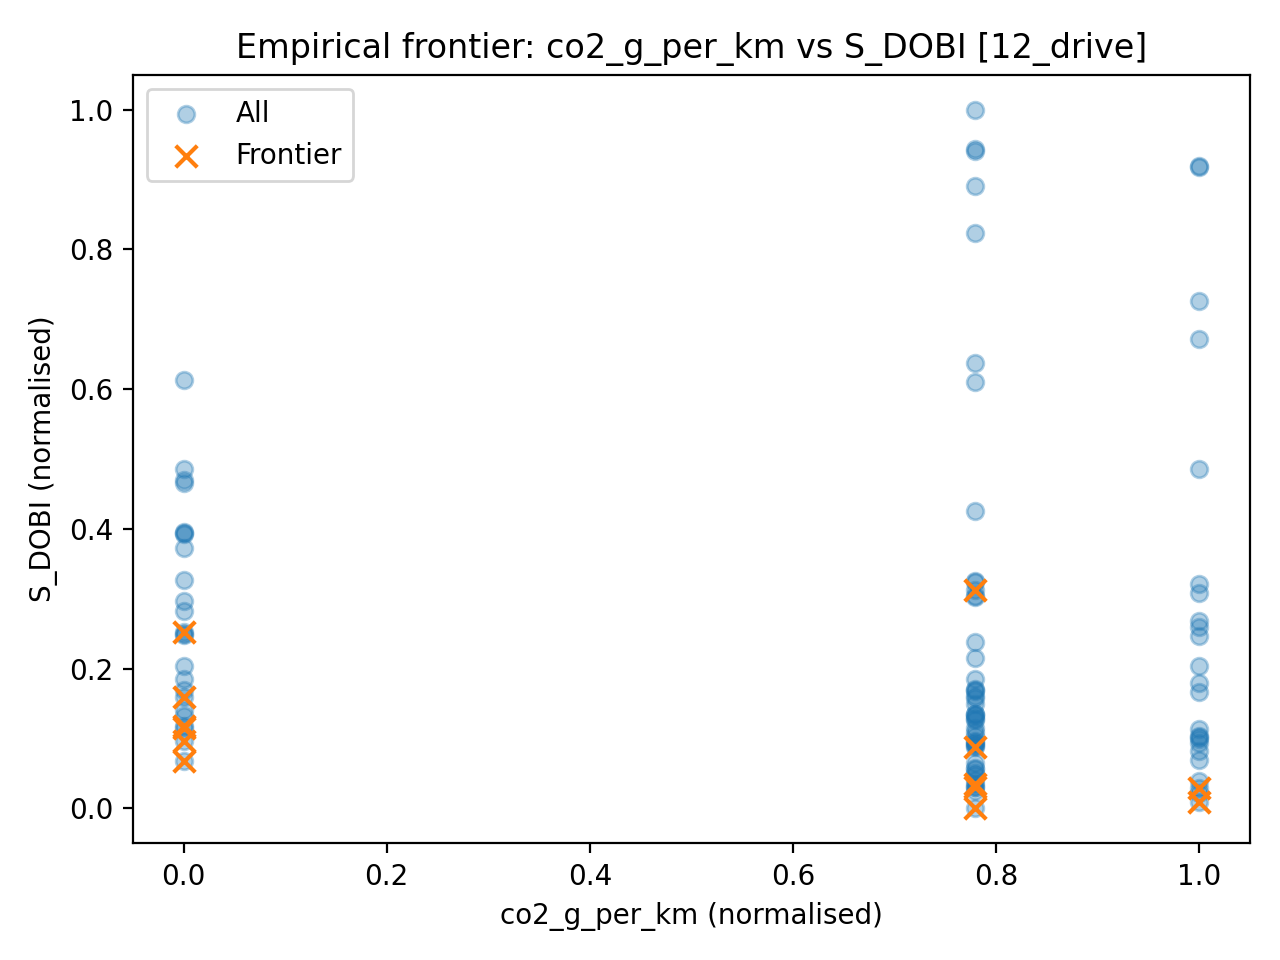 Empirical frontier: co2_g_per_km vs S_DOBI [12_drive]
All
Frontier
1.0
0.8
0.6
0.4
0.2
0.0
S_DOBI (normalised)
0.0 0.2 0.4 0.6 0.8 1.0
co2_g_per_km (normalised)